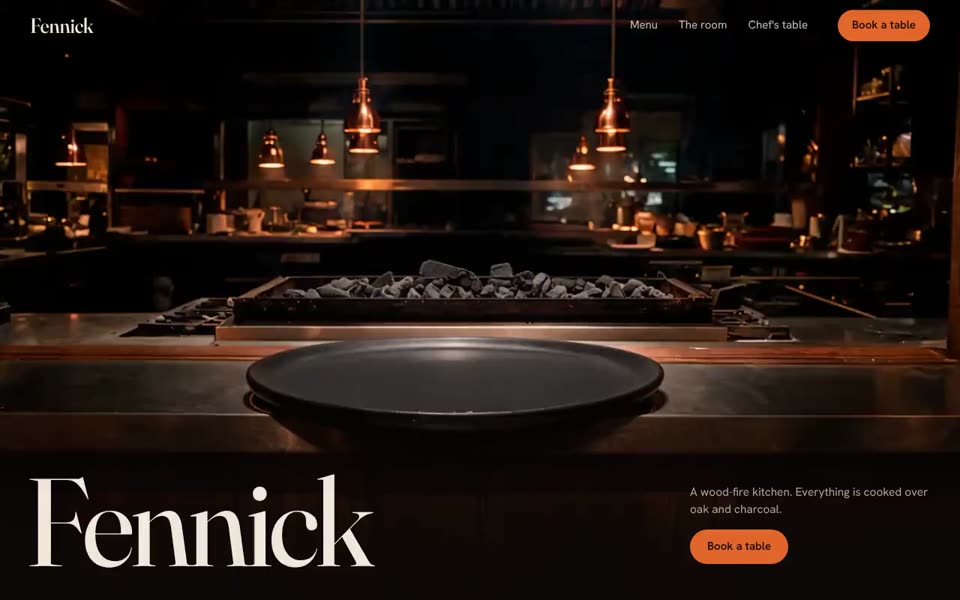 Fennick
Menu
The room
Chef's table
Book a table
Fennick
A wood-fire kitchen. Everything is cooked over
oak and charcoal.
Book a table